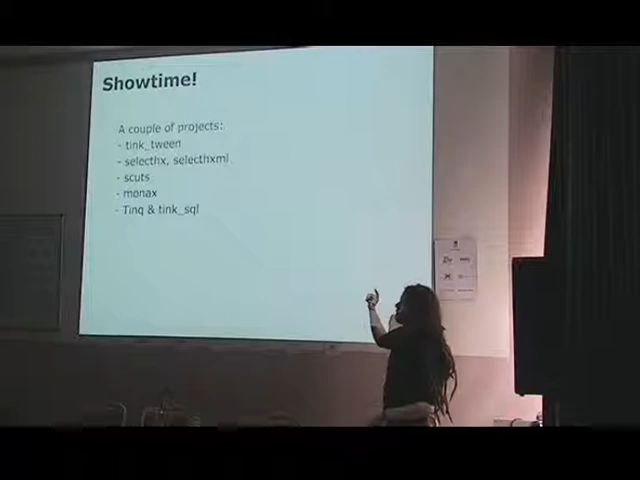 Showtime!
A couple of projects:
- tink_tween
- selecthx, selecthxml
- scuts
- monax
- Tinq & tink_sql